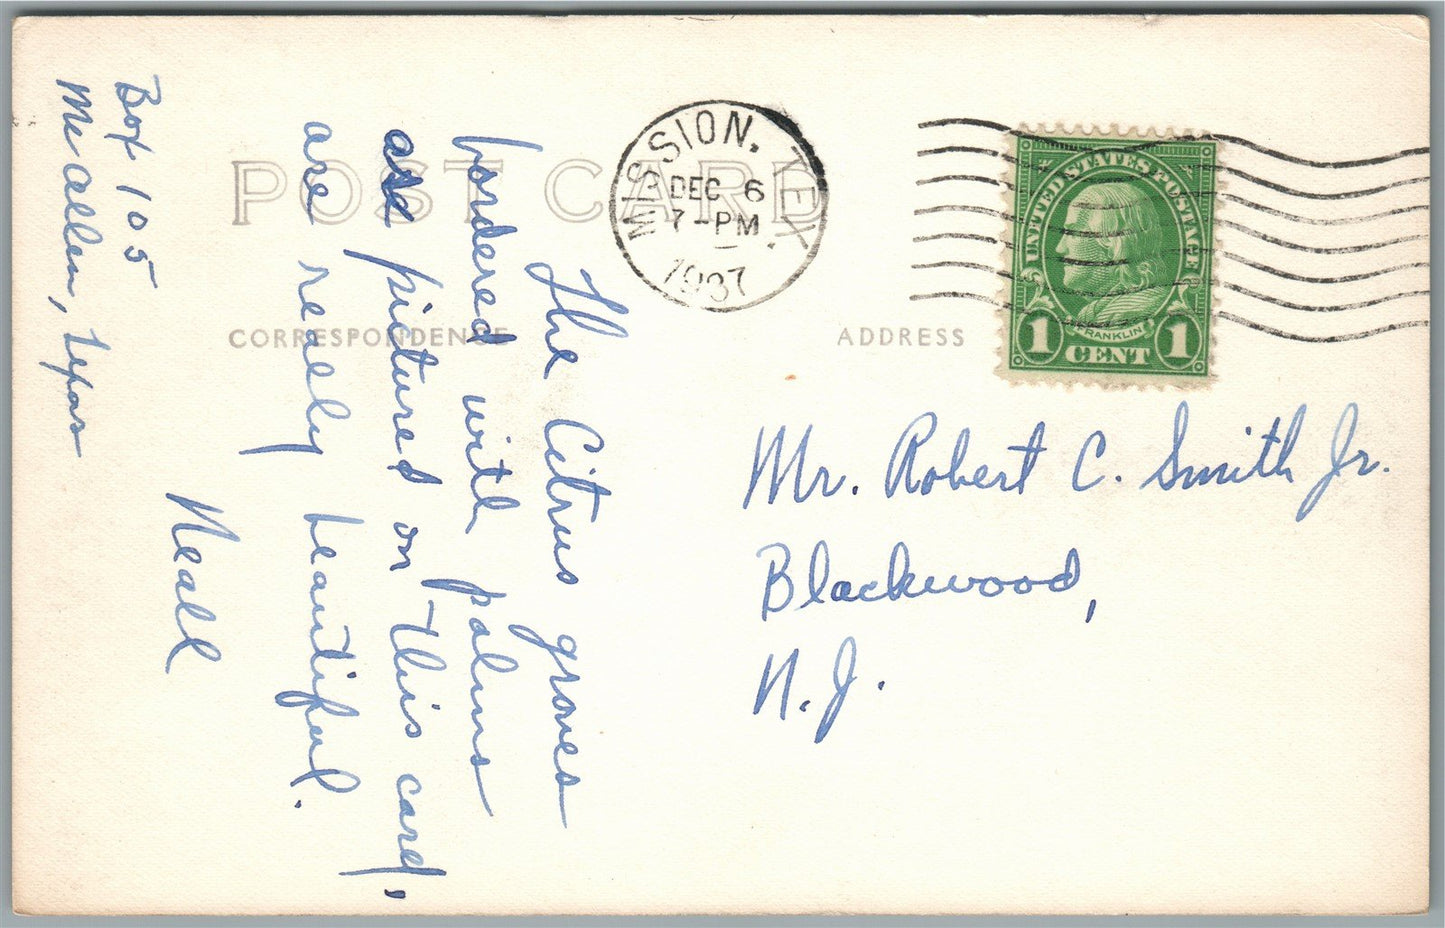 POST CARD
CORRESPONDENCE
ADDRESS
MISSION, TEX.
DEC 6
7-PM
1937
UNITED STATES POSTAGE
FRANKLIN
1 CENT 1
The Citrus groves
bordered with palms
as pictured on this card,
are really beautiful.
Neall
Box 105
McAllen, Texas
Mr. Robert C. Smith Jr.
Blackwood,
N.J.